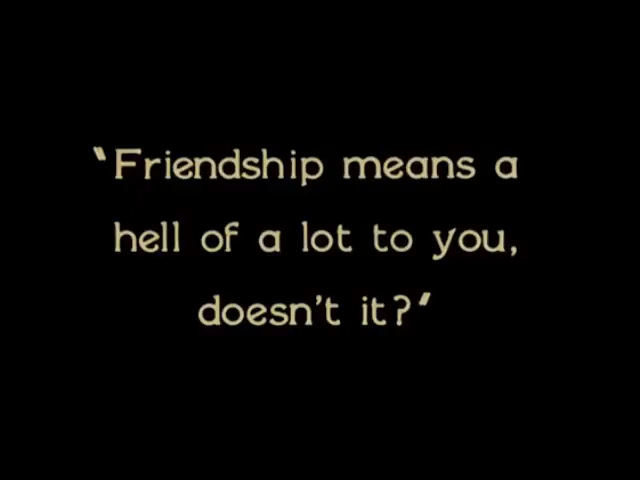 "Friendship means a
hell of a lot to you,
doesn't it?"